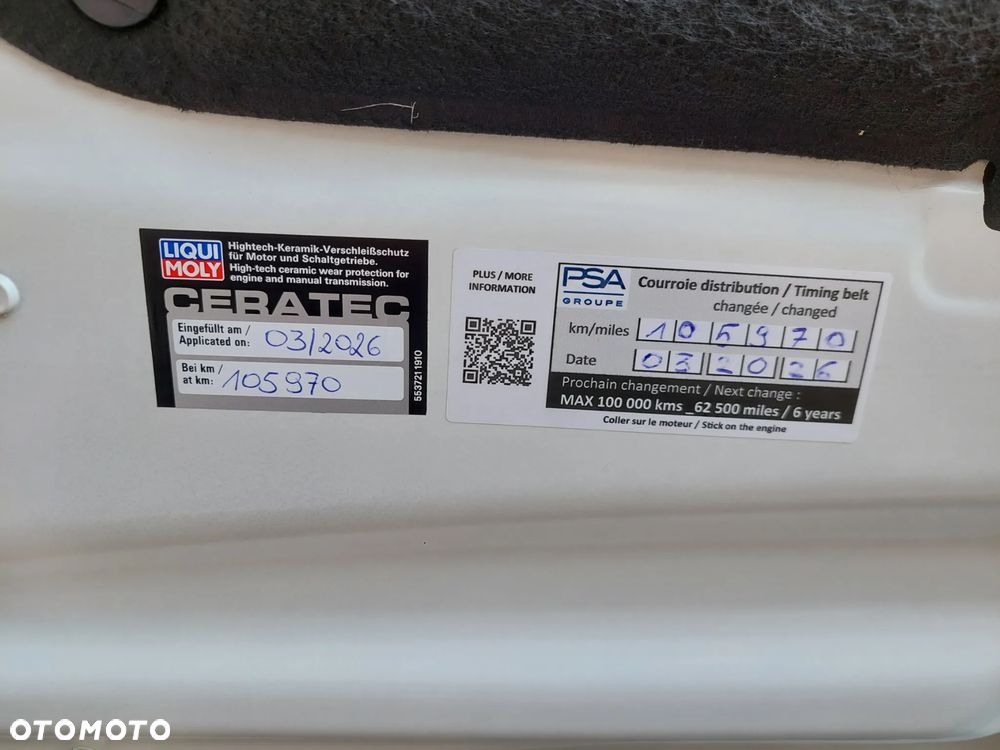 LIQUI
MOLY
Hightech-Keramik-Verschleißschutz
für Motor und Schaltgetriebe.
High-tech ceramic wear protection for
engine and manual transmission.
CERATEC
Eingefüllt am /
Applicated on: 03/2026
Bei km /
at km: 105970
5537211910
PLUS / MORE
INFORMATION
PSA
GROUPE
Courroie distribution / Timing belt
changée / changed
km/miles 105970
Date 032026
Prochain changement / Next change :
MAX 100 000 kms _62 500 miles / 6 years
Coller sur le moteur / Stick on the engine
OTOMOTO